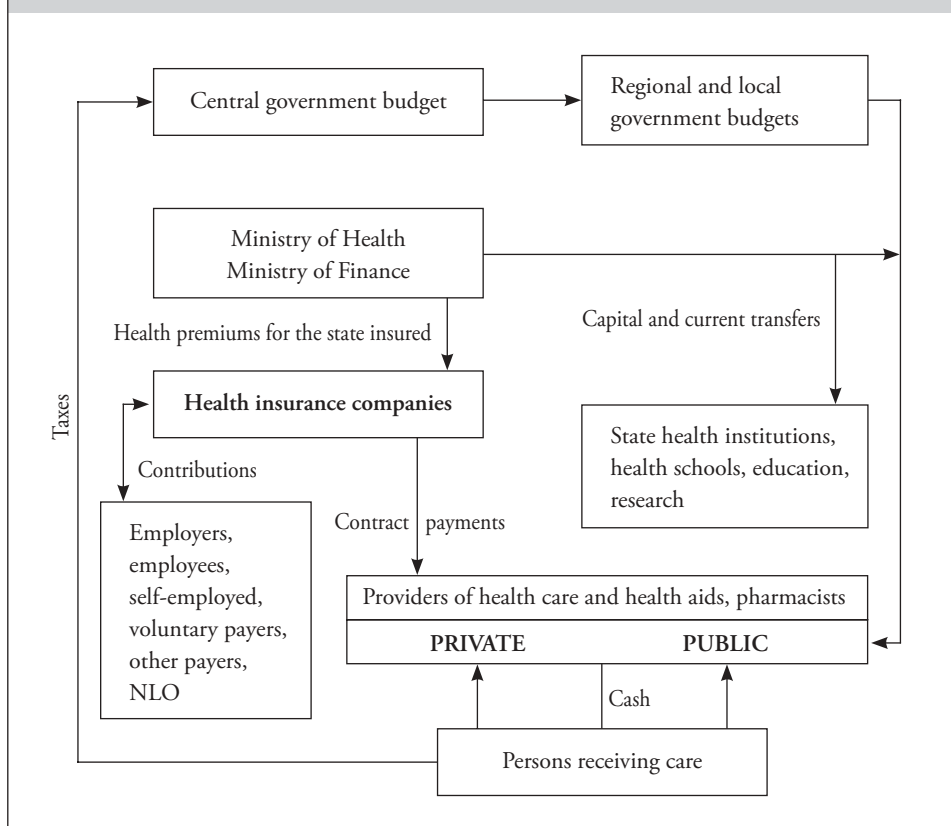 Central government budget
Regional and local
government budgets
Ministry of Health
Ministry of Finance
Health premiums for the state insured
Capital and current transfers
Health insurance companies
Taxes
Contributions
State health institutions,
health schools, education,
research
Employers,
employees,
self-employed,
voluntary payers,
other payers,
NLO
Contract payments
Providers of health care and health aids, pharmacists
PRIVATE PUBLIC
Cash
Persons receiving care